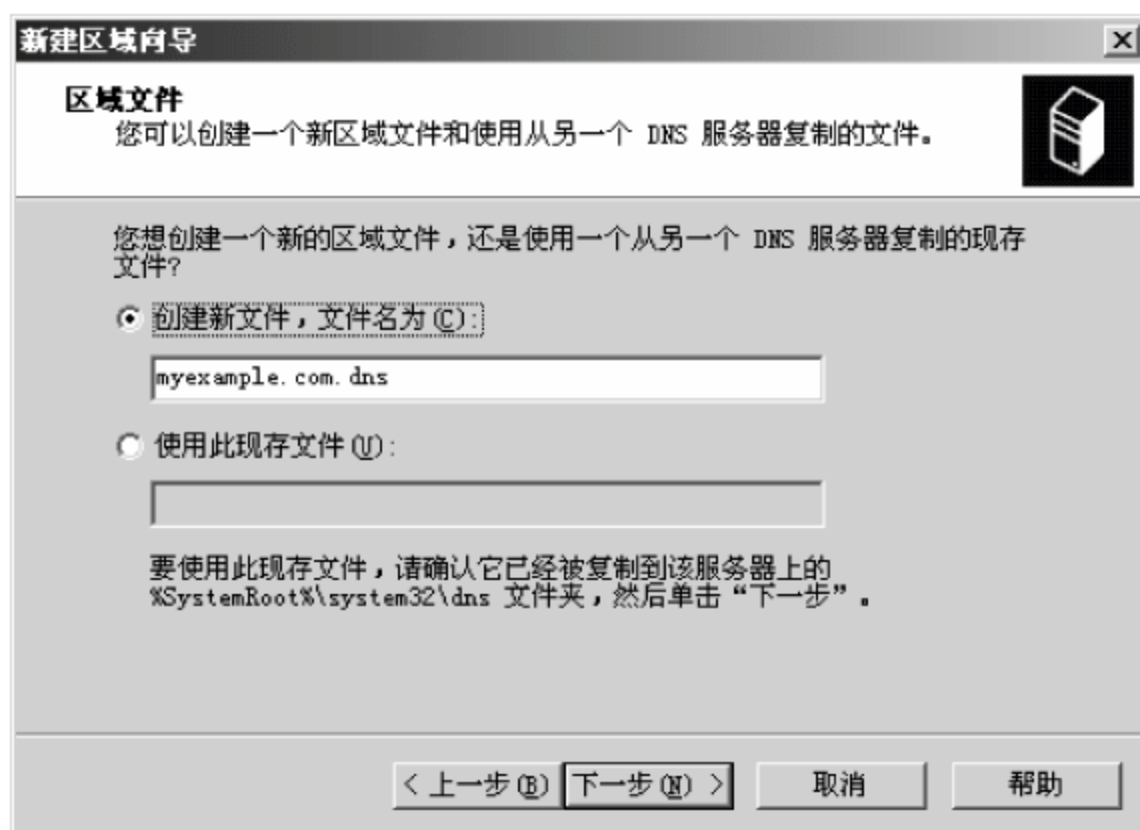 新建区域向导
区域文件
您可以创建一个新区域文件和使用从另一个 DNS 服务器复制的文件。
您想创建一个新的区域文件，还是使用一个从另一个 DNS 服务器复制的现存
文件?
创建新文件，文件名为(C):
myexample.com.dns
使用此现存文件(U):
要使用此现存文件，请确认它已经被复制到该服务器上的
%SystemRoot%\system32\dns 文件夹，然后单击“下一步”。
< 上一步(B) 下一步(N) > 取消 帮助